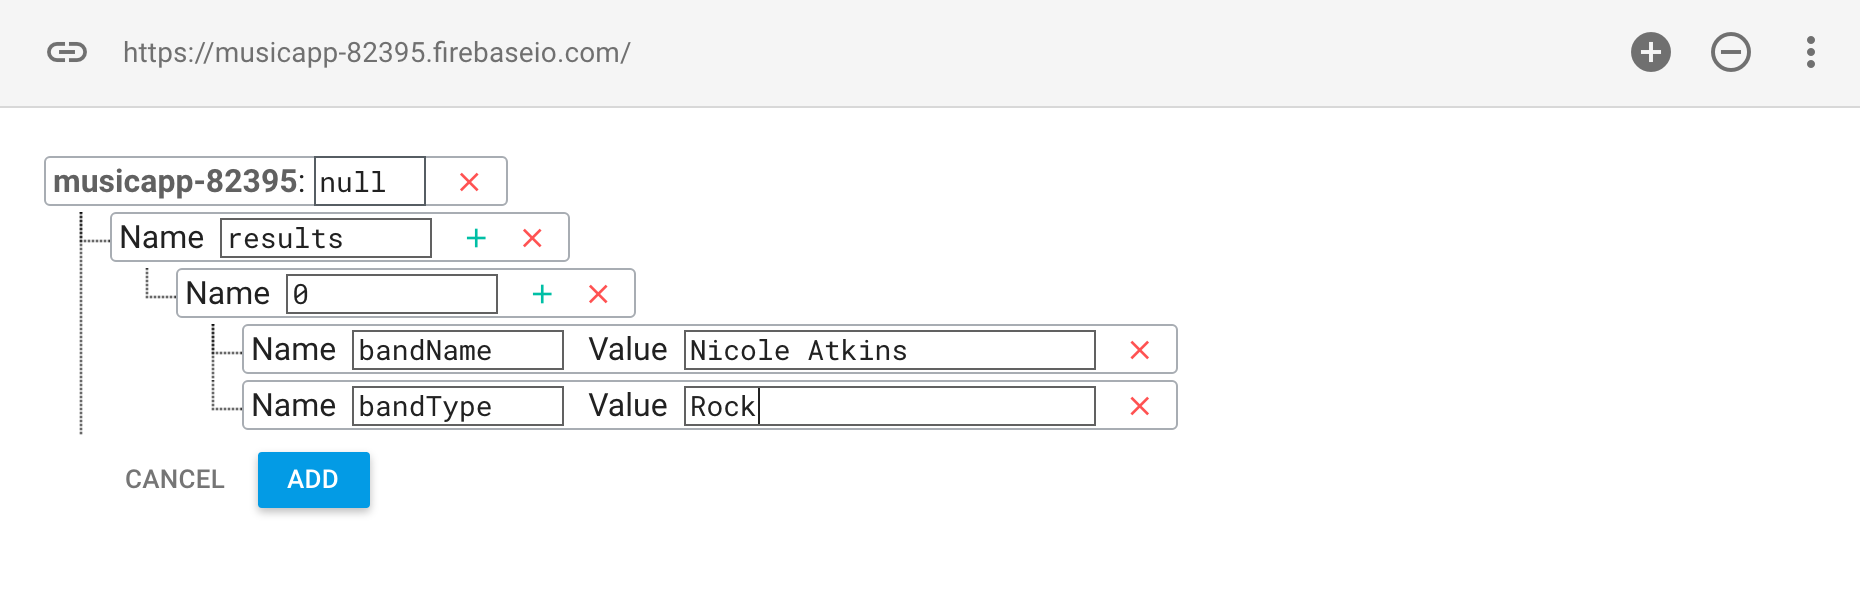 https://musicapp-82395.firebaseio.com/
musicapp-82395: null
Name results
Name 0
Name bandName Value Nicole Atkins
Name bandType Value Rock
CANCEL ADD